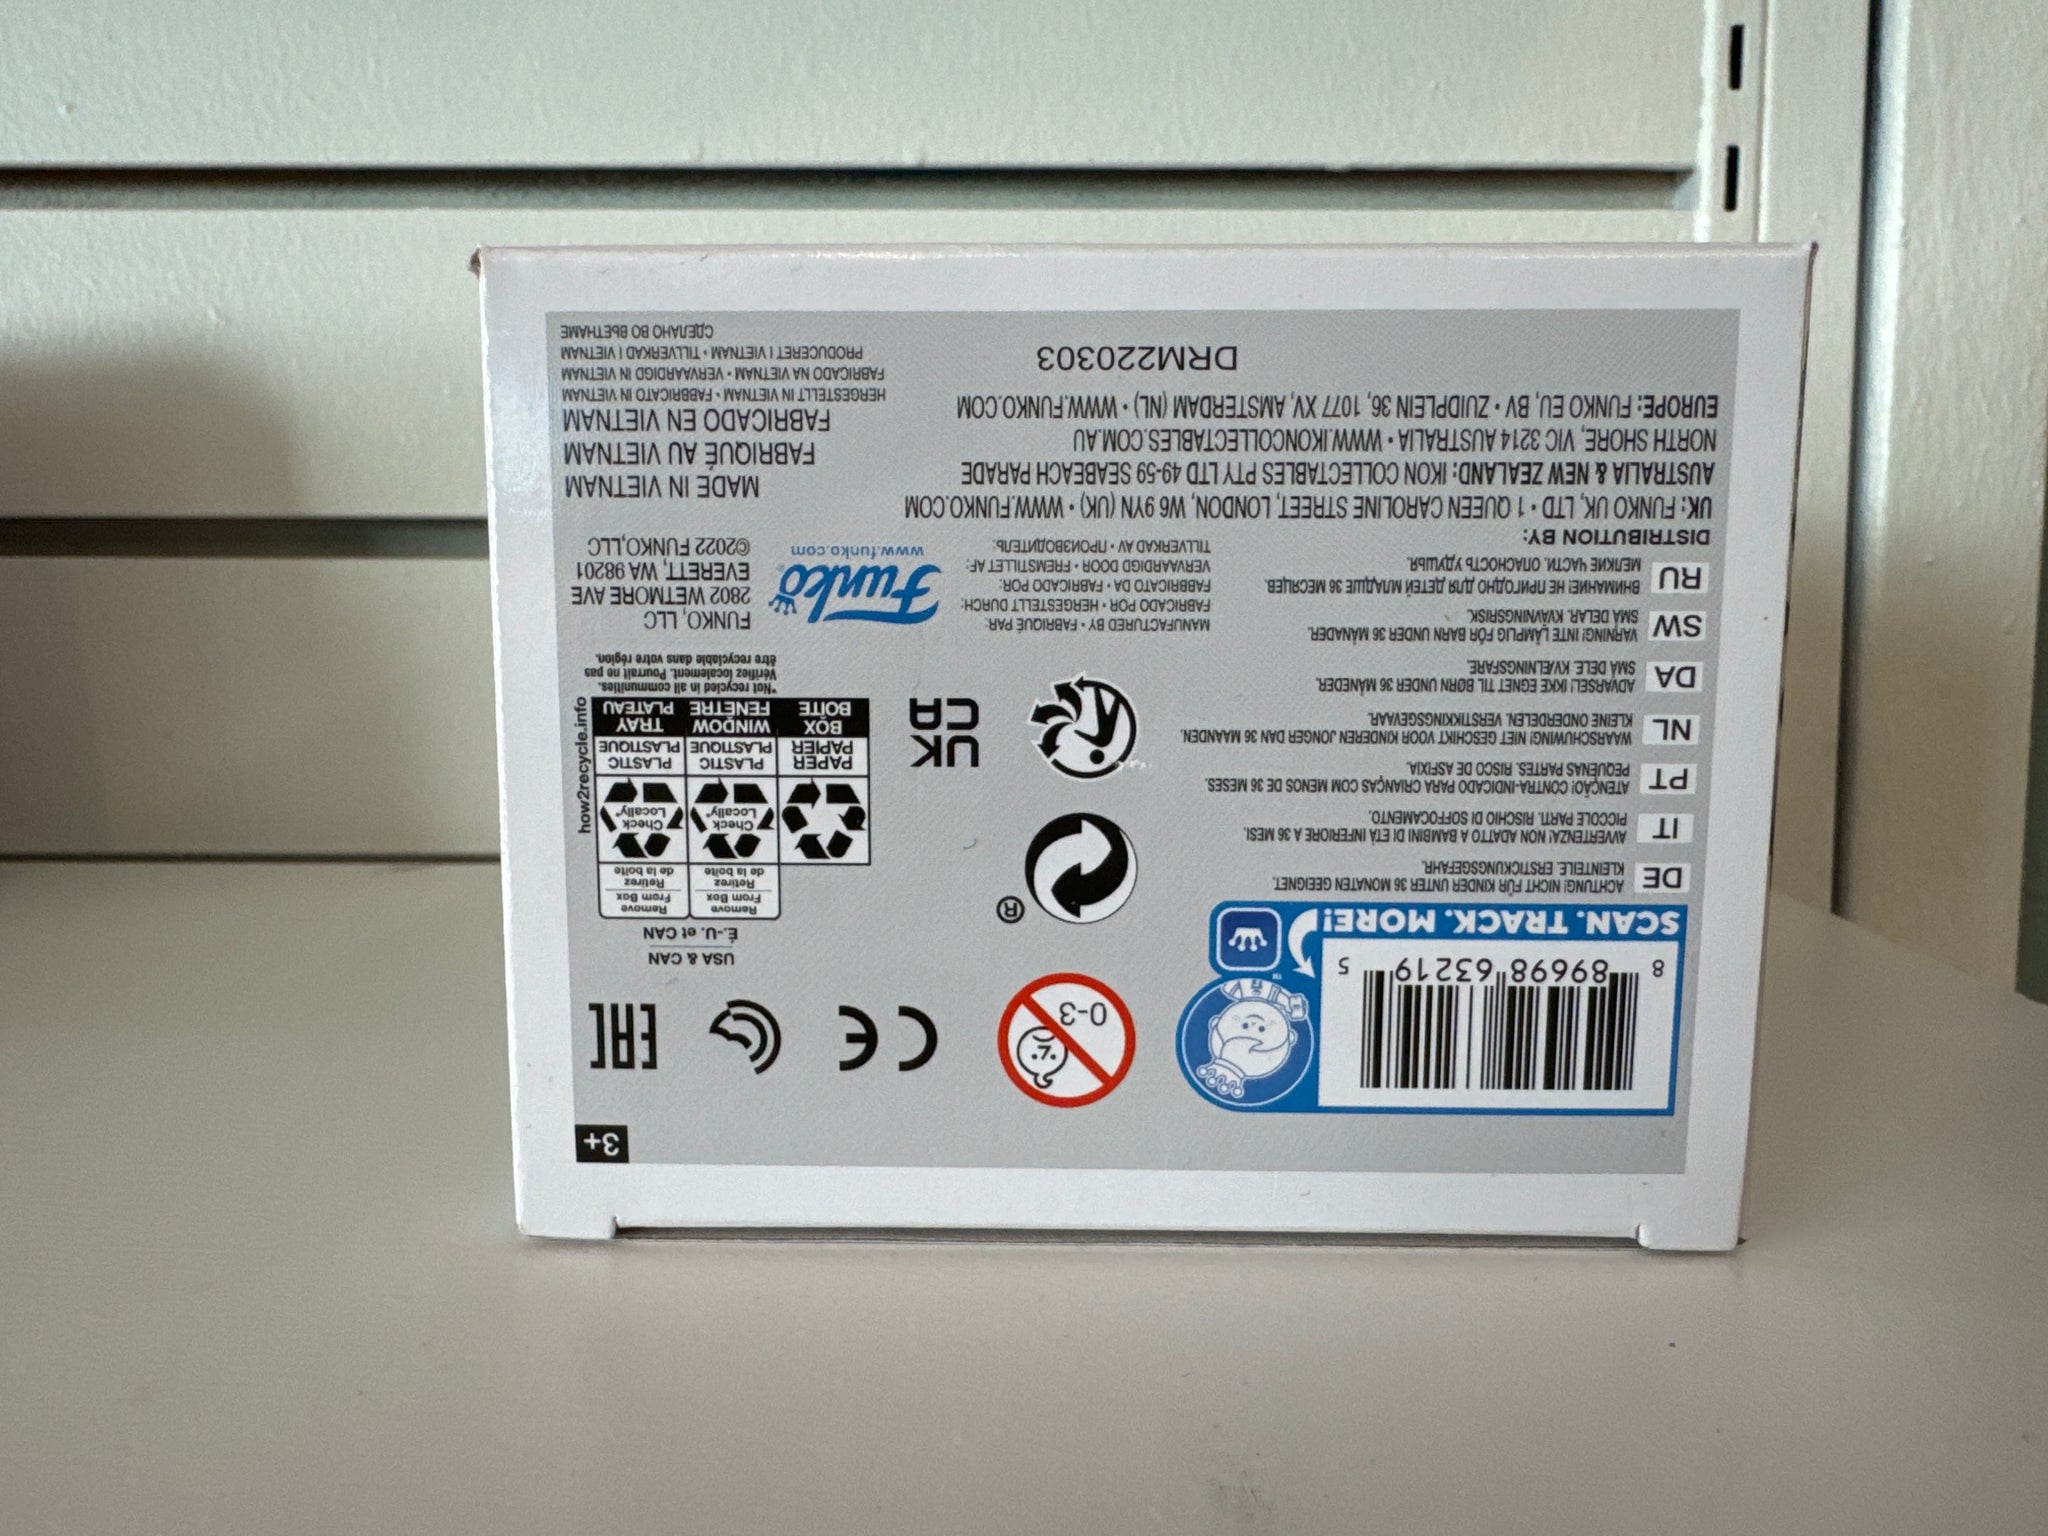 3+
8 89698 63219 5
SCAN. TRACK. MORE!
TM
0-3
CE
EAC
USA & CAN
É.-U. et CAN
Remove From Box
Retirez de la boîte
Remove From Box
Retirez de la boîte
Check Locally*
Check Locally*
PAPER
PAPIER
PLASTIC
PLASTIQUE
PLASTIC
PLASTIQUE
BOX
BOÎTE
WINDOW
FENÊTRE
TRAY
PLATEAU
how2recycle.info
*Not recycled in all communities.
Vérifiez localement. Pourrait ne pas
être recyclable dans votre région.
®
UK
CA
DE
ACHTUNG! NICHT FÜR KINDER UNTER 36 MONATEN GEEIGNET.
KLEINTEILE. ERSTICKUNGSGEFAHR.
IT
AVVERTENZA! NON ADATTO A BAMBINI DI ETÀ INFERIORE A 36 MESI.
PICCOLE PARTI. RISCHIO DI SOFFOCAMENTO.
PT
ATENÇÃO! CONTRA-INDICADO PARA CRIANÇAS COM MENOS DE 36 MESES.
PEQUENAS PARTES. RISCO DE ASFIXIA.
NL
WAARSCHUWING! NIET GESCHIKT VOOR KINDEREN JONGER DAN 36 MAANDEN.
KLEINE ONDERDELEN. VERSTIKKINGSGEVAAR.
DA
ADVARSEL! IKKE EGNET TIL BØRN UNDER 36 MÅNEDER.
SMÅ DELE. KVÆLNINGSFARE.
SW
VARNING! INTE LÄMPLIG FÖR BARN UNDER 36 MÅNADER.
SMÅ DELAR. KVÄVNINGSRISK.
RU
ВНИМАНИЕ! НЕ ПРИГОДНО ДЛЯ ДЕТЕЙ МЛАДШЕ 36 МЕСЯЦЕВ.
МЕЛКИЕ ЧАСТИ. ОПАСНОСТЬ УДУШЬЯ.
MANUFACTURED BY • FABRIQUÉ PAR:
FABRICADO POR • HERGESTELLT DURCH:
FABBRICATO DA • FABRICADO POR:
VERVAARDIGD DOOR • FREMSTILLET AF:
TILLVERKAD AV • ПРОИЗВОДИТЕЛЬ:
Funko®
www.funko.com
FUNKO, LLC
2802 WETMORE AVE
EVERETT, WA 98201
©2022 FUNKO,LLC
DISTRIBUTION BY:
UK: FUNKO UK, LTD • 1 QUEEN CAROLINE STREET, LONDON, W6 9YN (UK) • WWW.FUNKO.COM
AUSTRALIA & NEW ZEALAND: IKON COLLECTABLES PTY LTD 49-59 SEABEACH PARADE
NORTH SHORE, VIC 3214 AUSTRALIA • WWW.IKONCOLLECTABLES.COM.AU
EUROPE: FUNKO EU, BV • ZUIDPLEIN 36, 1077 XV, AMSTERDAM (NL) • WWW.FUNKO.COM
DRM220303
MADE IN VIETNAM
FABRIQUÉ AU VIETNAM
FABRICADO EN VIETNAM
HERGESTELLT IN VIETNAM • FABBRICATO IN VIETNAM
FABRICADO NA VIETNAM • VERVAARDIGD IN VIETNAM
PRODUCERET I VIETNAM • TILLVERKAD I VIETNAM
СДЕЛАНО ВО ВЬЕТНАМЕ